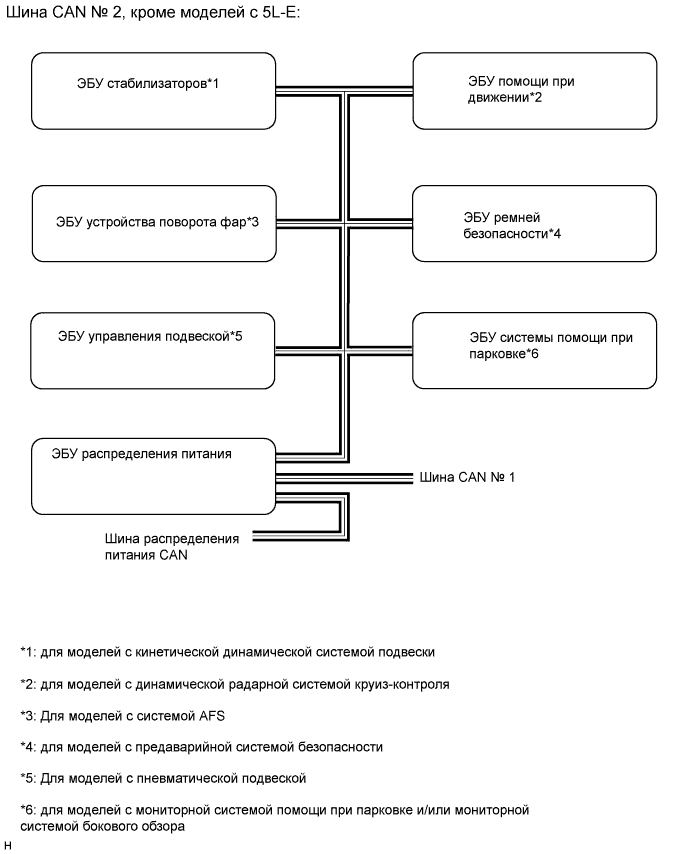 Шина CAN № 2, кроме моделей с 5L-E:
ЭБУ стабилизаторов*1
ЭБУ помощи при
движении*2
ЭБУ устройства поворота фар*3
ЭБУ ремней
безопасности*4
ЭБУ управления подвеской*5
ЭБУ системы помощи при
парковке*6
ЭБУ распределения питания
Шина CAN № 1
Шина распределения
питания CAN
*1: для моделей с кинетической динамической системой подвески
*2: для моделей с динамической радарной системой круиз-контроля
*3: Для моделей с системой AFS
*4: для моделей с предаварийной системой безопасности
*5: Для моделей с пневматической подвеской
*6: для моделей с мониторной системой помощи при парковке и/или мониторной
системой бокового обзора
H